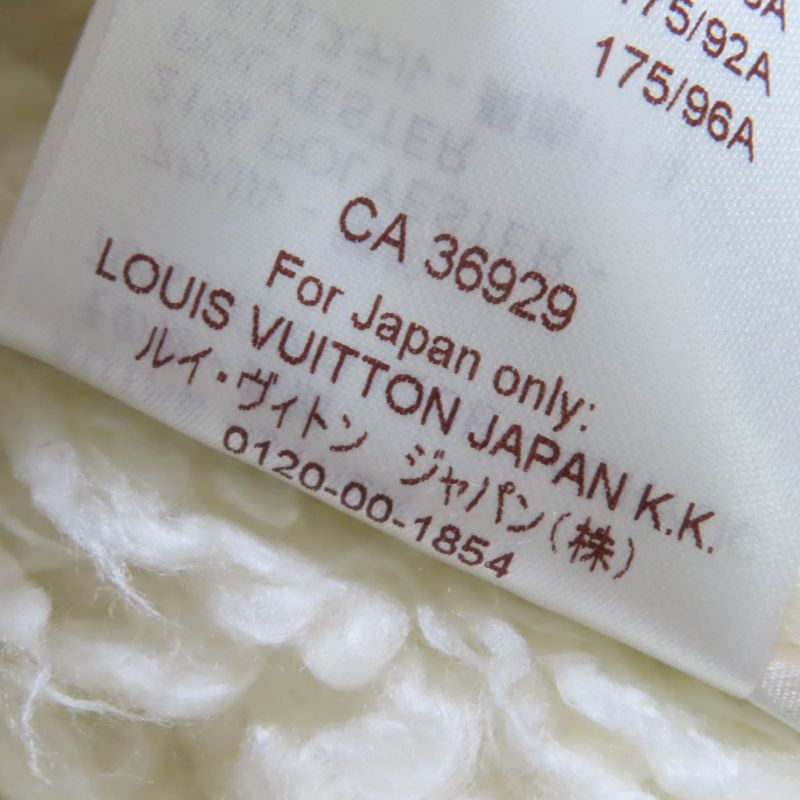 175/92A
175/96A
CA 36929
For Japan only:
LOUIS VUITTON JAPAN K.K.
ルイ・ヴィトン ジャパン(株)
0120-00-1854